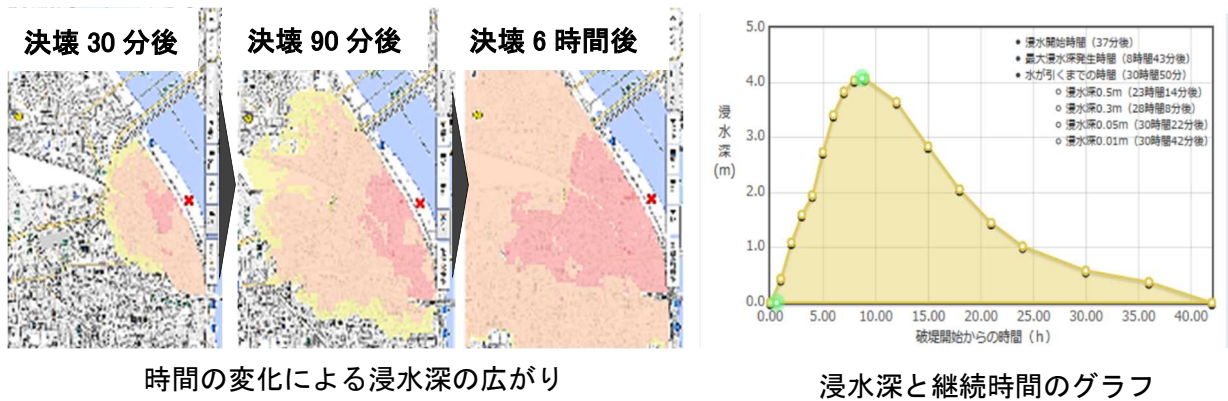 決壊 30 分後
決壊 90 分後
決壊 6 時間後
時間の変化による浸水深の広がり
5.0
4.0
3.0
2.0
1.0
0.0
浸水深
(m)
• 浸水開始時間（37分後）
• 最大浸水深発生時間（8時間43分後）
• 水が引くまでの時間（30時間50分）
○ 浸水深0.5m（23時間14分後）
○ 浸水深0.3m（28時間8分後）
○ 浸水深0.05m（30時間22分後）
○ 浸水深0.01m（30時間42分後）
0.00 5.00 10.00 15.00 20.00 25.00 30.00 35.00 40.00
破堤開始からの時間（h）
浸水深と継続時間のグラフ